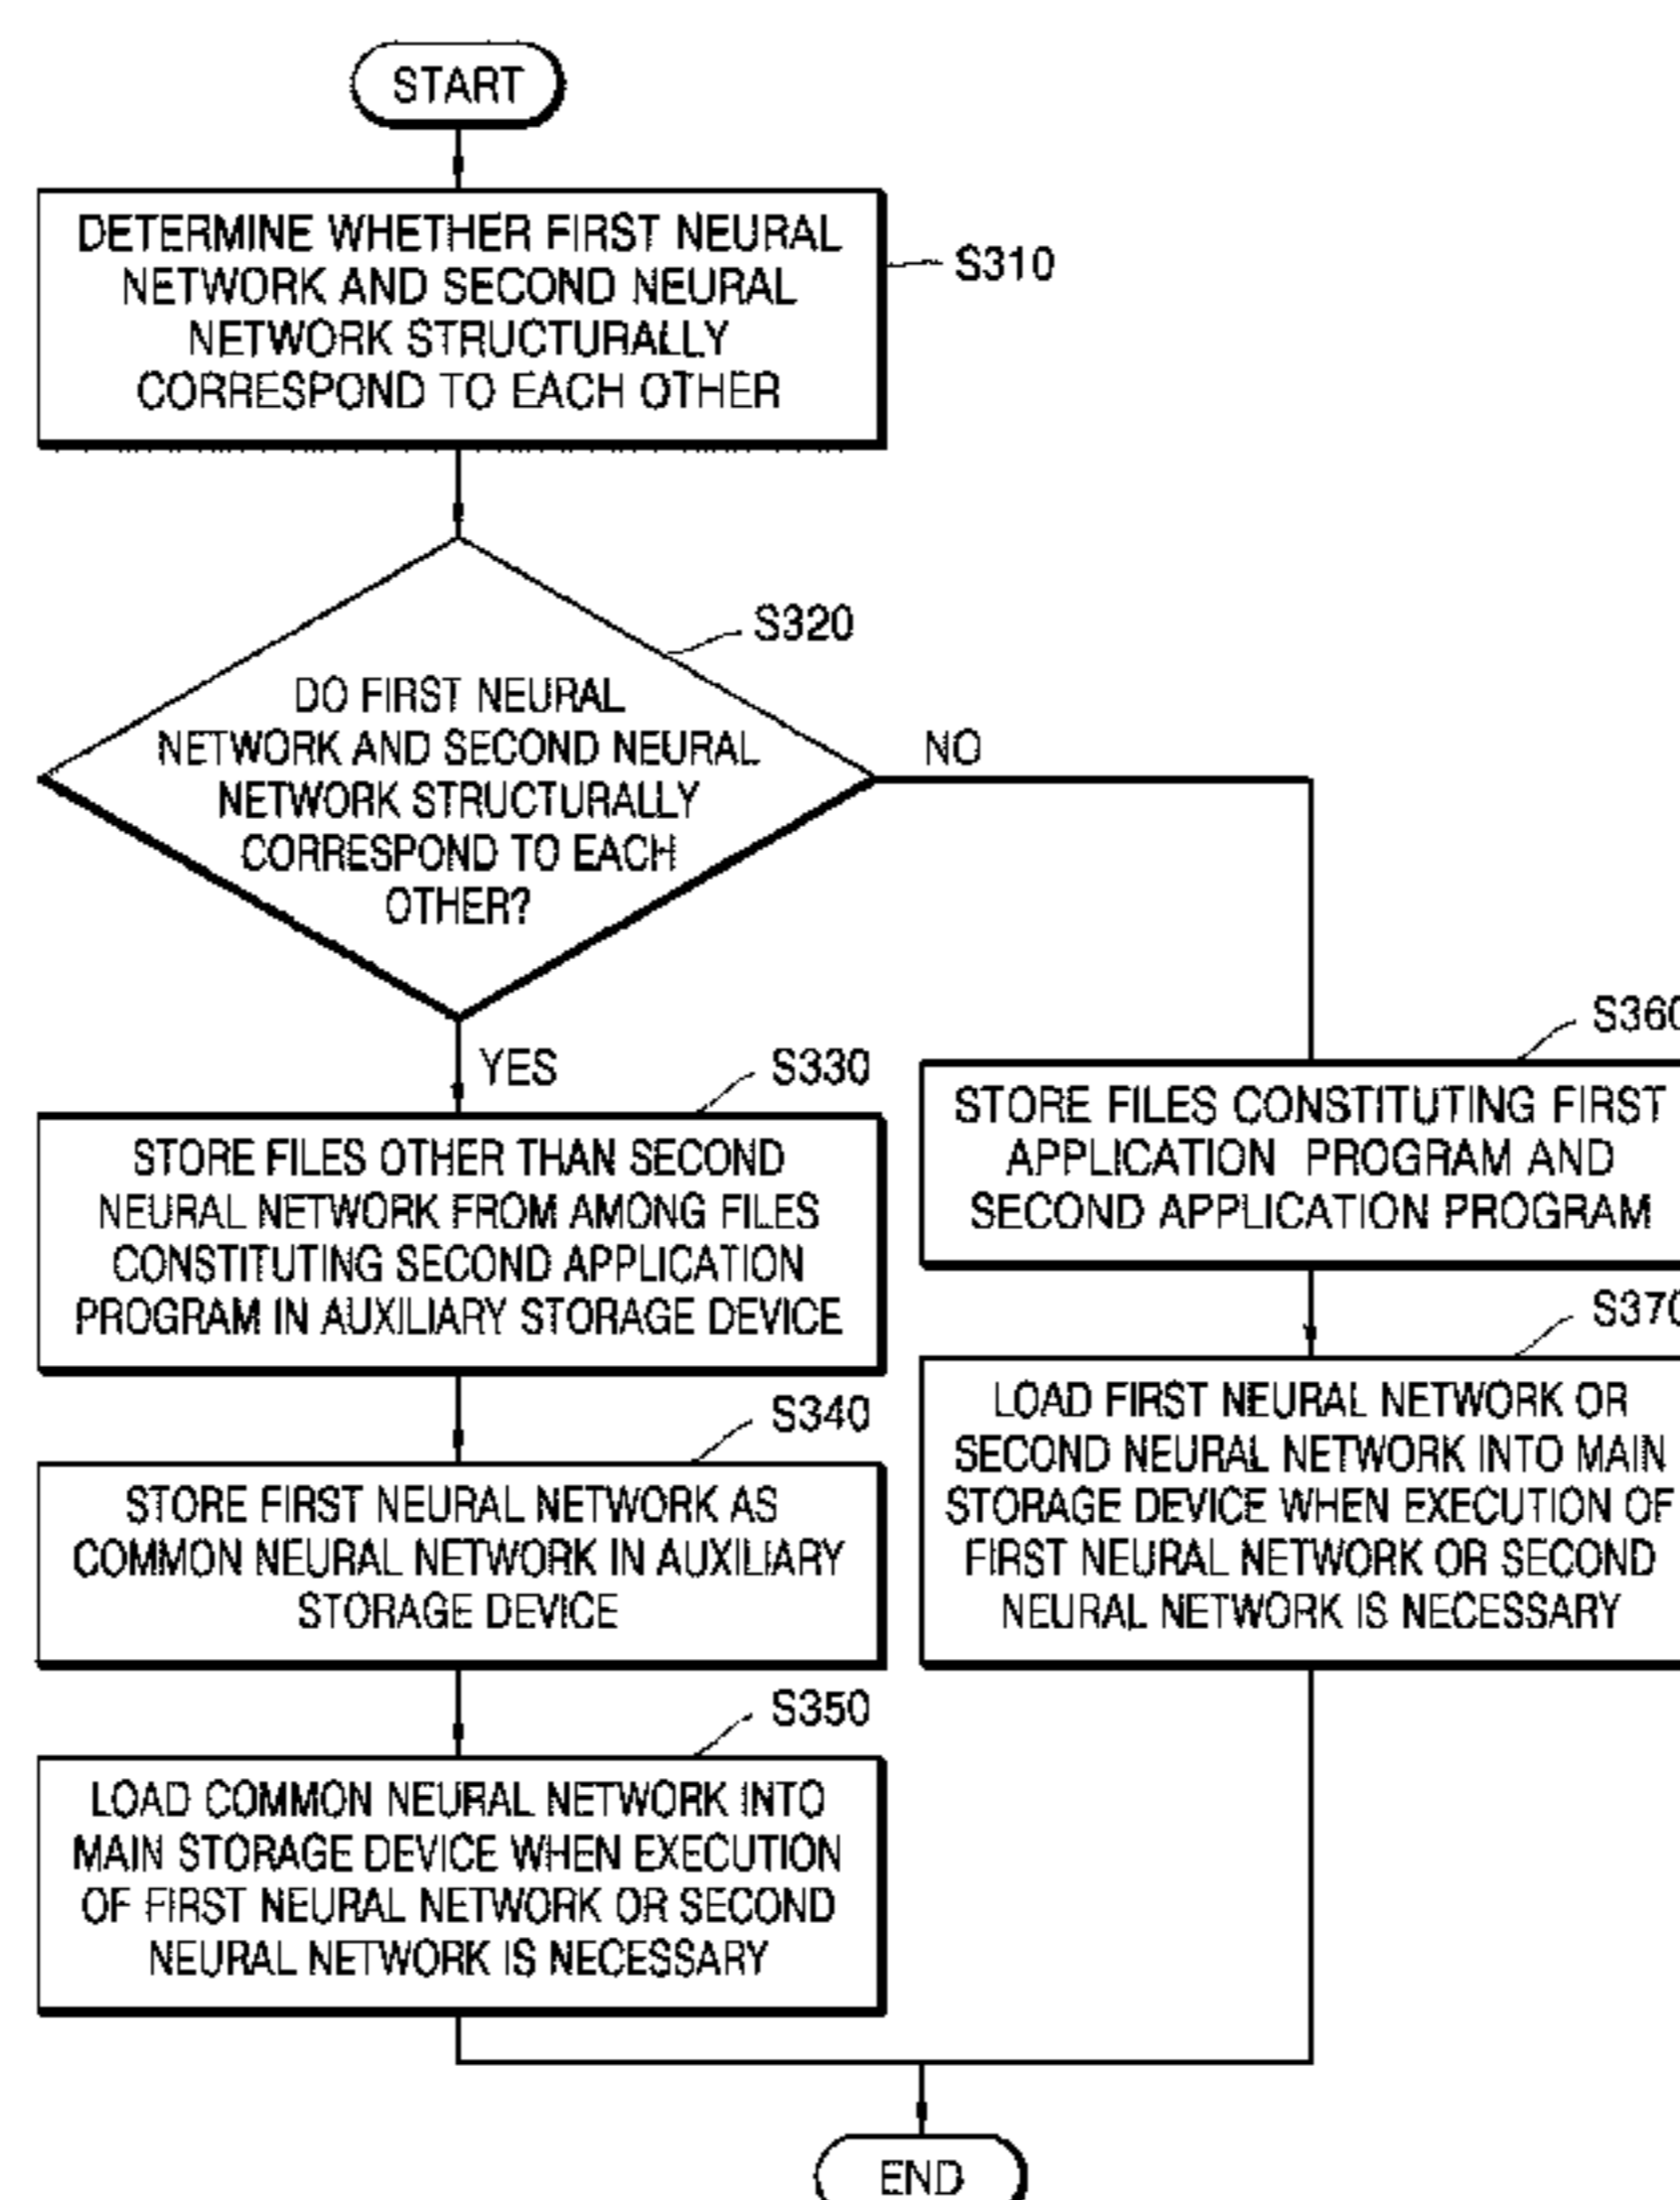 START
DETERMINE WHETHER FIRST NEURAL
NETWORK AND SECOND NEURAL
NETWORK STRUCTURALLY
CORRESPOND TO EACH OTHER
S310
S320
DO FIRST NEURAL
NETWORK AND SECOND NEURAL
NETWORK STRUCTURALLY
CORRESPOND TO EACH
OTHER?
NO
YES
S330
STORE FILES OTHER THAN SECOND
NEURAL NETWORK FROM AMONG FILES
CONSTITUTING SECOND APPLICATION
PROGRAM IN AUXILIARY STORAGE DEVICE
S340
STORE FIRST NEURAL NETWORK AS
COMMON NEURAL NETWORK IN AUXILIARY
STORAGE DEVICE
S350
LOAD COMMON NEURAL NETWORK INTO
MAIN STORAGE DEVICE WHEN EXECUTION
OF FIRST NEURAL NETWORK OR SECOND
NEURAL NETWORK IS NECESSARY
S360
STORE FILES CONSTITUTING FIRST
APPLICATION PROGRAM AND
SECOND APPLICATION PROGRAM
S370
LOAD FIRST NEURAL NETWORK OR
SECOND NEURAL NETWORK INTO MAIN
STORAGE DEVICE WHEN EXECUTION OF
FIRST NEURAL NETWORK OR SECOND
NEURAL NETWORK IS NECESSARY
END